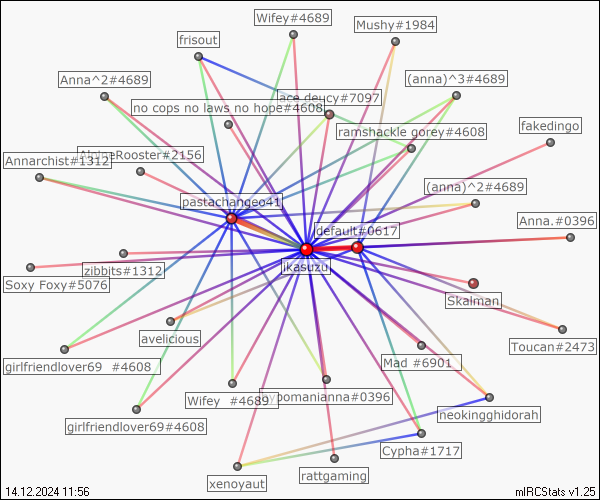 Wifey#4689
Mushy#1984
frisout
Anna^2#4689
(anna)^3#4689
ace deucy#7097
no cops no laws no hope#4608
ramshackle gorey#4608
fakedingo
AlpineRooster#2156
Annarchist#1312
(anna)^2#4689
pastachangeo41
Anna.#0396
default#0617
ikasuzu
zibbits#1312
Soxy Foxy#5076
Skalman
avelicious
Toucan#2473
girlfriendlover69 #4608
Mad #6901
Wifey #4689
#0396
neokingghidorah
girlfriendlover69#4608
Cypha#1717
rattgaming
xenoyaut
14.12.2024 11:56
mIRCStats v1.25